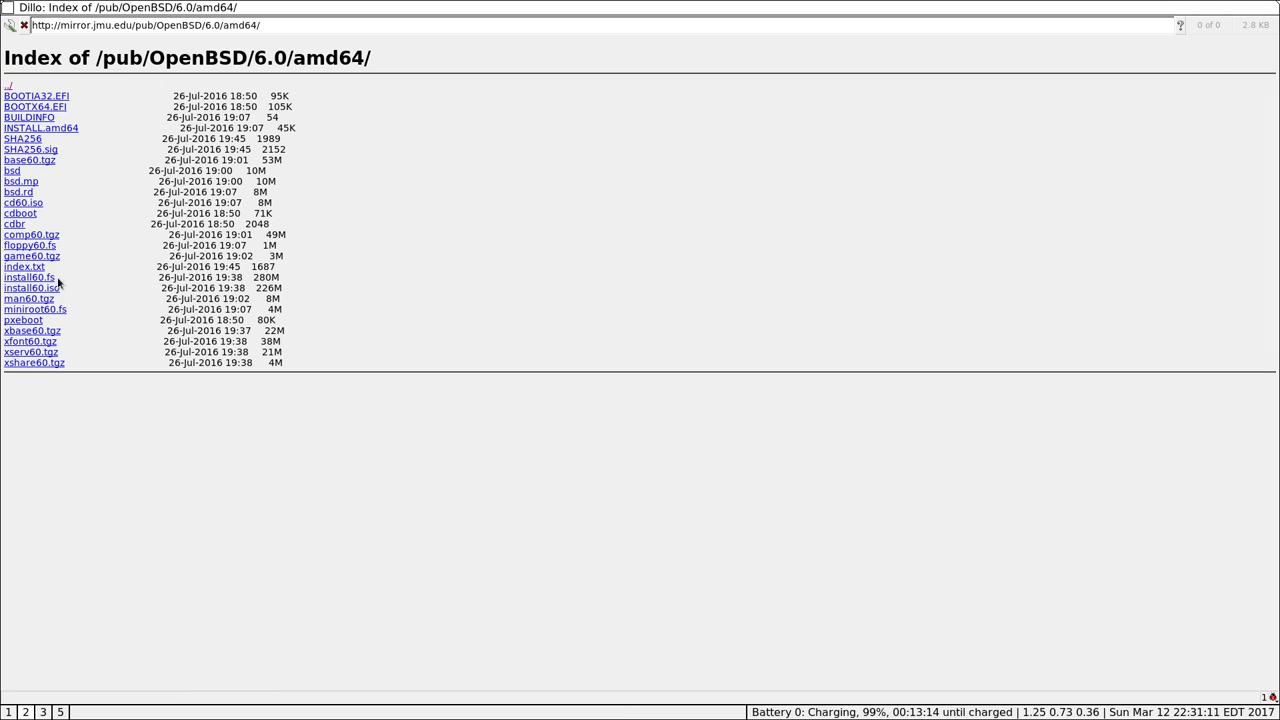 Dillo: Index of /pub/OpenBSD/6.0/amd64/
http://mirror.jmu.edu/pub/OpenBSD/6.0/amd64/ ? 0 of 0 2.8 KB
Index of /pub/OpenBSD/6.0/amd64/
../
BOOTIA32.EFI 26-Jul-2016 18:50 95K
BOOTX64.EFI 26-Jul-2016 18:50 105K
BUILDINFO 26-Jul-2016 19:07 54
INSTALL.amd64 26-Jul-2016 19:07 45K
SHA256 26-Jul-2016 19:45 1989
SHA256.sig 26-Jul-2016 19:45 2152
base60.tgz 26-Jul-2016 19:01 53M
bsd 26-Jul-2016 19:00 10M
bsd.mp 26-Jul-2016 19:00 10M
bsd.rd 26-Jul-2016 19:07 8M
cd60.iso 26-Jul-2016 19:07 8M
cdboot 26-Jul-2016 18:50 71K
cdbr 26-Jul-2016 18:50 2048
comp60.tgz 26-Jul-2016 19:01 49M
floppy60.fs 26-Jul-2016 19:07 1M
game60.tgz 26-Jul-2016 19:02 3M
index.txt 26-Jul-2016 19:45 1687
install60.fs 26-Jul-2016 19:38 280M
install60.iso 26-Jul-2016 19:38 226M
man60.tgz 26-Jul-2016 19:02 8M
miniroot60.fs 26-Jul-2016 19:07 4M
pxeboot 26-Jul-2016 18:50 80K
xbase60.tgz 26-Jul-2016 19:37 22M
xfont60.tgz 26-Jul-2016 19:38 38M
xserv60.tgz 26-Jul-2016 19:38 21M
xshare60.tgz 26-Jul-2016 19:38 4M
1
1 2 3 5 Battery 0: Charging, 99%, 00:13:14 until charged | 1.25 0.73 0.36 | Sun Mar 12 22:31:11 EDT 2017